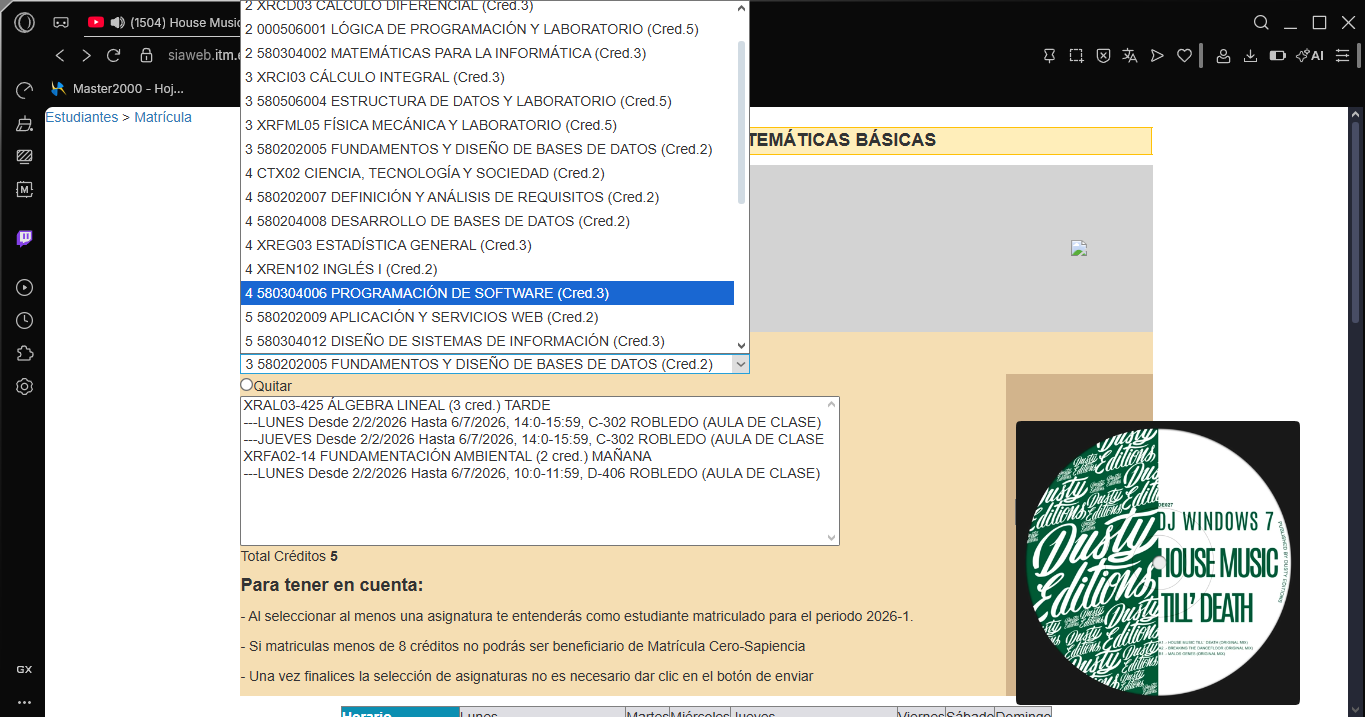 (1504) House Music
siaweb.itm.e
AI
Master2000 - Hoj...
Estudiantes > Matrícula
TEMÁTICAS BÁSICAS
2 XRCD03 CÁLCULO DIFERENCIAL (Cred.3)
2 000506001 LÓGICA DE PROGRAMACIÓN Y LABORATORIO (Cred.5)
2 580304002 MATEMÁTICAS PARA LA INFORMÁTICA (Cred.3)
3 XRCI03 CÁLCULO INTEGRAL (Cred.3)
3 580506004 ESTRUCTURA DE DATOS Y LABORATORIO (Cred.5)
3 XRFML05 FÍSICA MECÁNICA Y LABORATORIO (Cred.5)
3 580202005 FUNDAMENTOS Y DISEÑO DE BASES DE DATOS (Cred.2)
4 CTX02 CIENCIA, TECNOLOGÍA Y SOCIEDAD (Cred.2)
4 580202007 DEFINICIÓN Y ANÁLISIS DE REQUISITOS (Cred.2)
4 580204008 DESARROLLO DE BASES DE DATOS (Cred.2)
4 XREG03 ESTADÍSTICA GENERAL (Cred.3)
4 XREN102 INGLÉS I (Cred.2)
4 580304006 PROGRAMACIÓN DE SOFTWARE (Cred.3)
5 580202009 APLICACIÓN Y SERVICIOS WEB (Cred.2)
5 580304012 DISEÑO DE SISTEMAS DE INFORMACIÓN (Cred.3)
3 580202005 FUNDAMENTOS Y DISEÑO DE BASES DE DATOS (Cred.2)
Quitar
XRAL03-425 ÁLGEBRA LINEAL (3 cred.) TARDE
---LUNES Desde 2/2/2026 Hasta 6/7/2026, 14:0-15:59, C-302 ROBLEDO (AULA DE CLASE)
---JUEVES Desde 2/2/2026 Hasta 6/7/2026, 14:0-15:59, C-302 ROBLEDO (AULA DE CLASE
XRFA02-14 FUNDAMENTACIÓN AMBIENTAL (2 cred.) MAÑANA
---LUNES Desde 2/2/2026 Hasta 6/7/2026, 10:0-11:59, D-406 ROBLEDO (AULA DE CLASE)
Total Créditos 5
Para tener en cuenta:
- Al seleccionar al menos una asignatura te entenderás como estudiante matriculado para el periodo 2026-1.
- Si matriculas menos de 8 créditos no podrás ser beneficiario de Matrícula Cero-Sapiencia
- Una vez finalices la selección de asignaturas no es necesario dar clic en el botón de enviar
Horario Lunes Martes Miércoles Jueves Viernes Sábado Domingo
GX
Dusty Editions
DJ WINDOWS 7
HOUSE MUSIC
TILL' DEATH